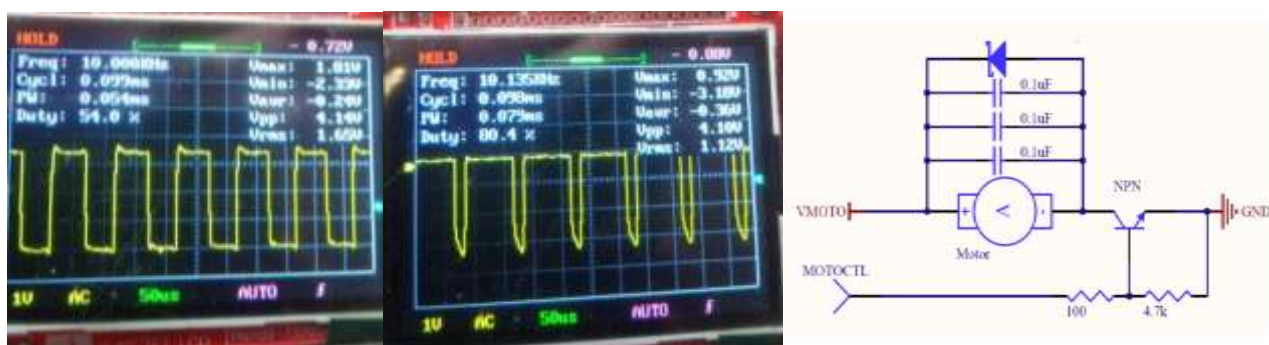 HOLD
- 0.72V
Freq: 10.000KHz
Vmax: 1.81V
Cycl: 0.099ms
Vmin: -2.33V
PW: 0.054ms
Vavr: -0.24V
Duty: 54.0 %
Vpp: 4.14V
Vrms: 1.65V
1V AC 50us AUTO
HOLD
- 0.88V
Freq: 10.135KHz
Vmax: 0.92V
Cycl: 0.098ms
Vmin: -3.18V
PW: 0.079ms
Vavr: -0.36V
Duty: 80.4 %
Vpp: 4.10V
Vrms: 1.12V
1V AC 50us AUTO
0.1uF
0.1uF
0.1uF
NPN
VMOTO
+
V
-
GND
Motor
MOTOCTL
100
4.7k